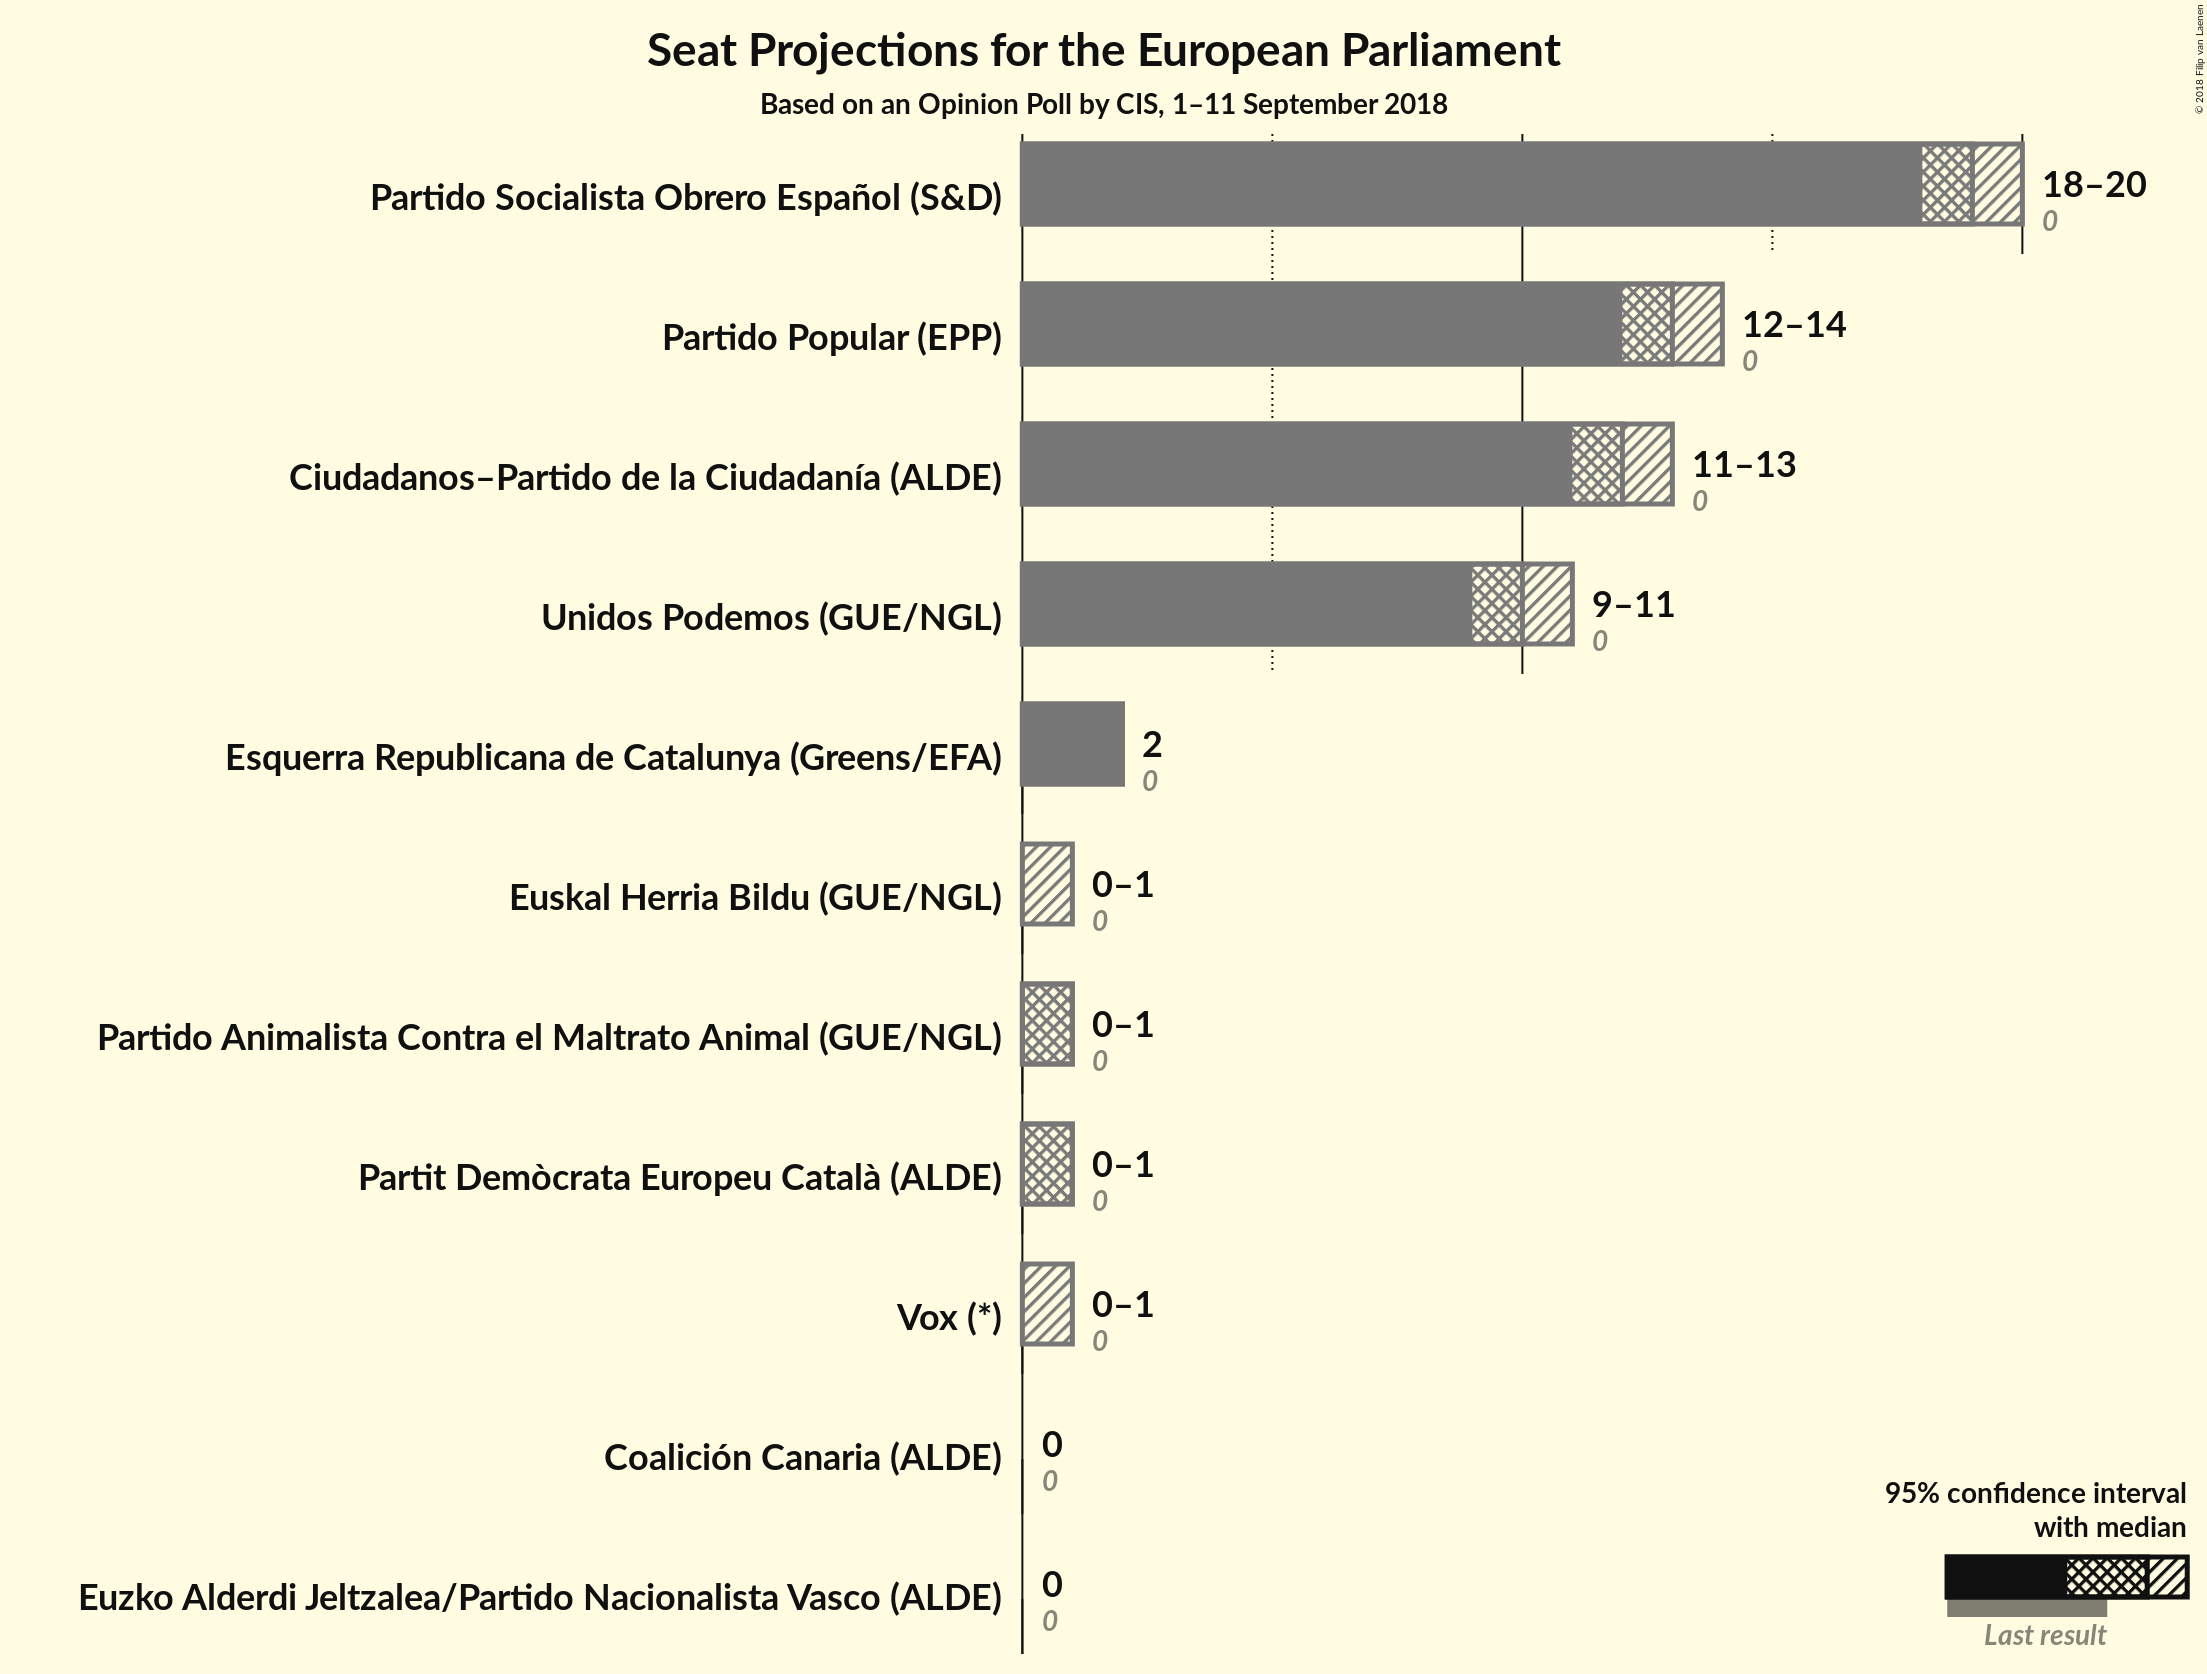 Seat Projections for the European Parliament
Based on an Opinion Poll by CIS, 1–11 September 2018
© 2018 Filip van Laenen
Partido Socialista Obrero Español (S&D)
18–20
0
Partido Popular (EPP)
12–14
0
Ciudadanos–Partido de la Ciudadanía (ALDE)
11–13
0
Unidos Podemos (GUE/NGL)
9–11
0
Esquerra Republicana de Catalunya (Greens/EFA)
2
0
Euskal Herria Bildu (GUE/NGL)
0–1
0
Partido Animalista Contra el Maltrato Animal (GUE/NGL)
0–1
0
Partit Demòcrata Europeu Català (ALDE)
0–1
0
Vox (*)
0–1
0
Coalición Canaria (ALDE)
0
0
Euzko Alderdi Jeltzalea/Partido Nacionalista Vasco (ALDE)
0
0
95% confidence interval
with median
Last result